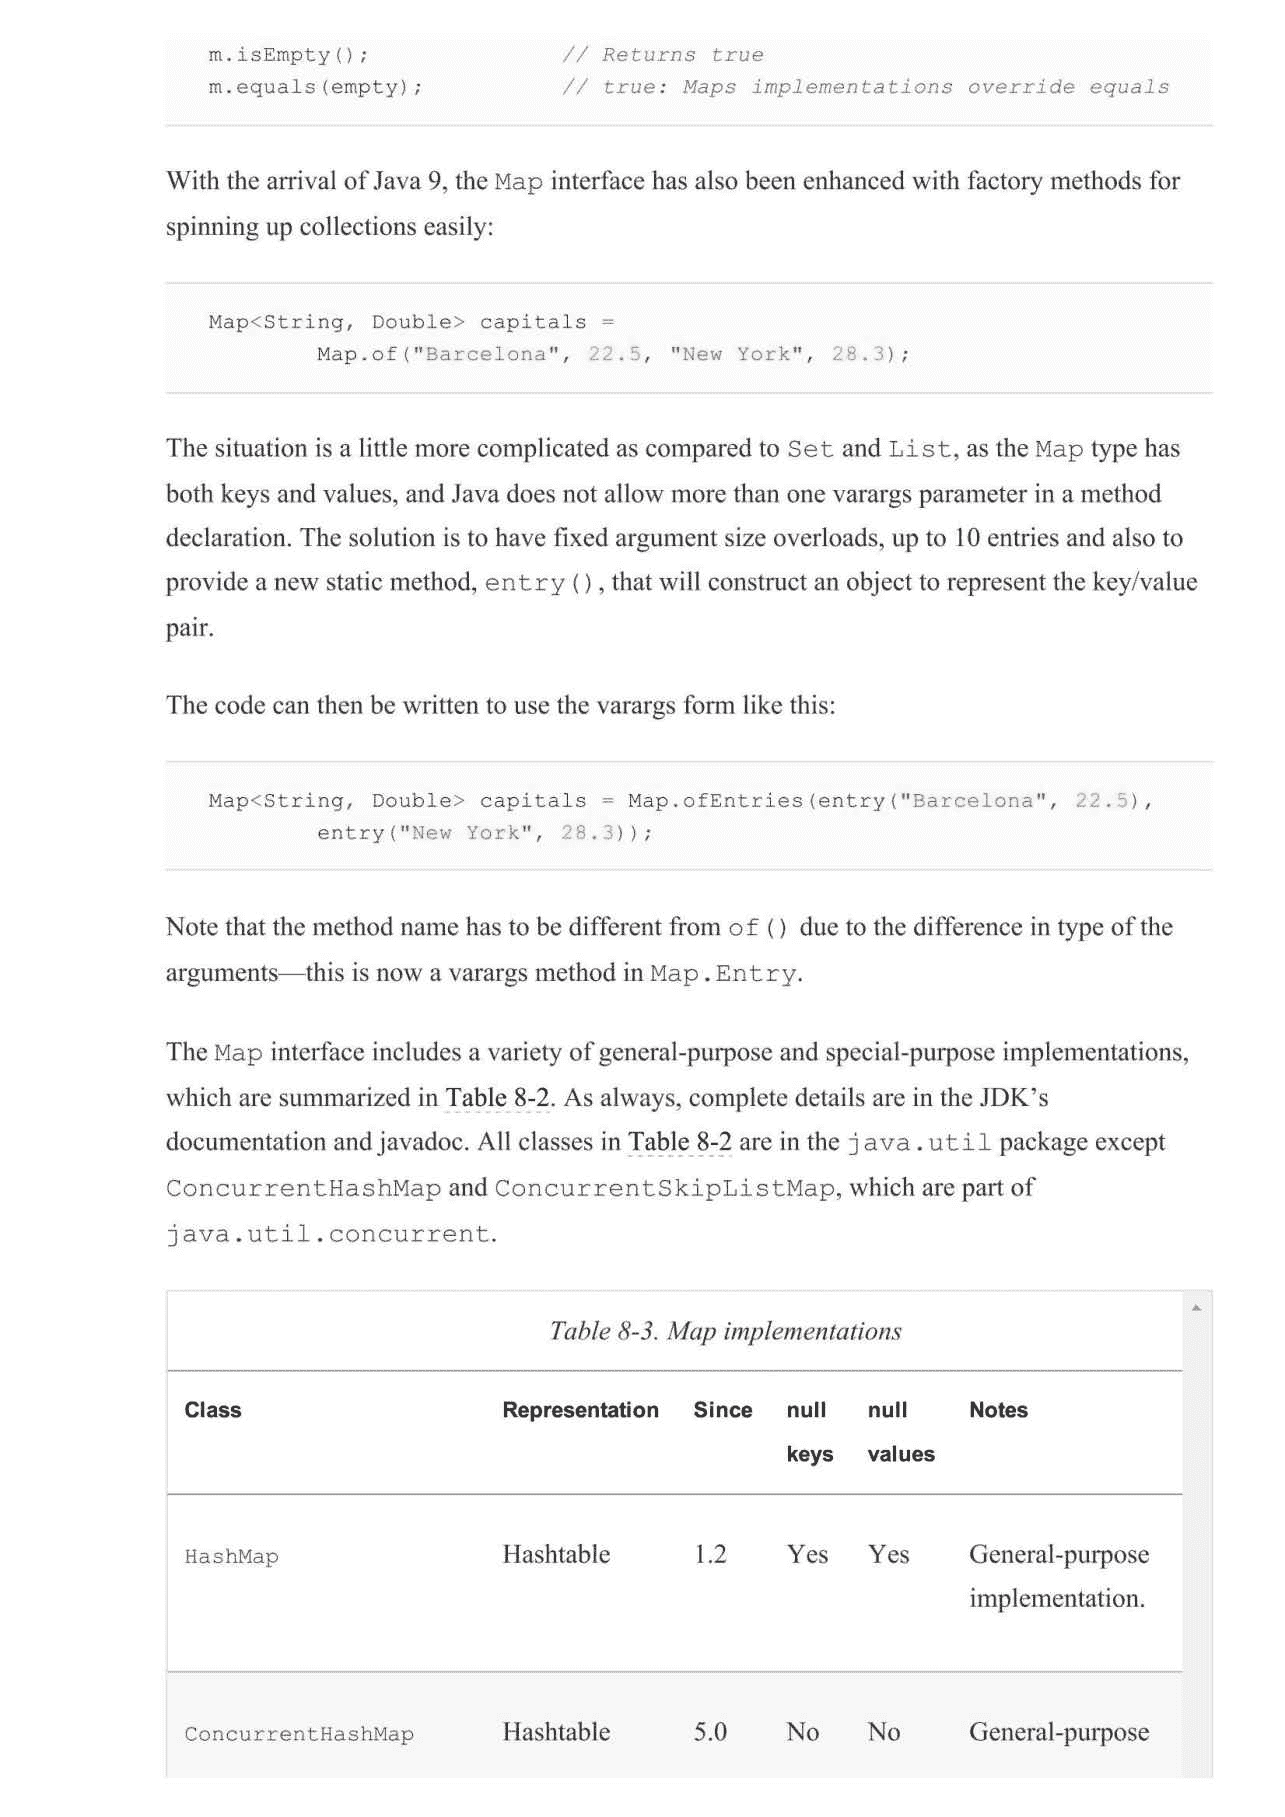 m.isEmpty();               // Returns true
m.equals(empty);           // true: Maps implementations override equals
With the arrival of Java 9, the Map interface has also been enhanced with factory methods for
spinning up collections easily:
Map<String, Double> capitals =
        Map.of("Barcelona", 22.5, "New York", 28.3);
The situation is a little more complicated as compared to Set and List, as the Map type has
both keys and values, and Java does not allow more than one varargs parameter in a method
declaration. The solution is to have fixed argument size overloads, up to 10 entries and also to
provide a new static method, entry(), that will construct an object to represent the key/value
pair.
The code can then be written to use the varargs form like this:
Map<String, Double> capitals = Map.ofEntries(entry("Barcelona", 22.5),
        entry("New York", 28.3));
Note that the method name has to be different from of() due to the difference in type of the
arguments—this is now a varargs method in Map.Entry.
The Map interface includes a variety of general-purpose and special-purpose implementations,
which are summarized in Table 8-2. As always, complete details are in the JDK’s
documentation and javadoc. All classes in Table 8-2 are in the java.util package except
ConcurrentHashMap and ConcurrentSkipListMap, which are part of
java.util.concurrent.
Table 8-3. Map implementations
Class Representation Since null null Notes
keys values
HashMap Hashtable 1.2 Yes Yes General-purpose
implementation.
ConcurrentHashMap Hashtable 5.0 No No General-purpose